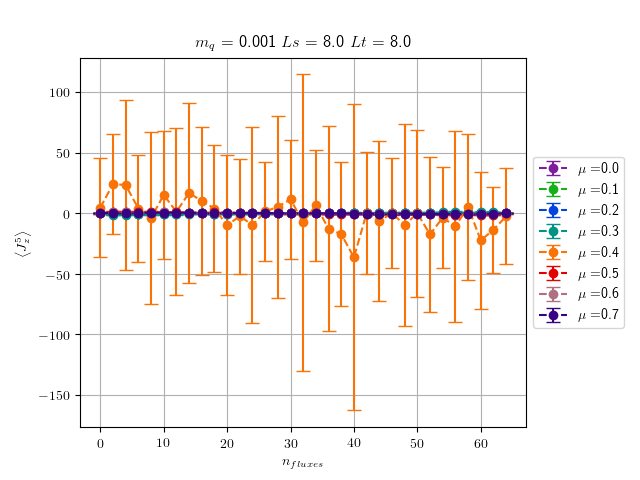 m_q = 0.001 Ls = 8.0 Lt = 8.0
⟨J_z^5⟩
100
50
0
−50
−100
−150
0 10 20 30 40 50 60
n_{fluxes}
μ =0.0
μ =0.1
μ =0.2
μ =0.3
μ =0.4
μ =0.5
μ =0.6
μ =0.7